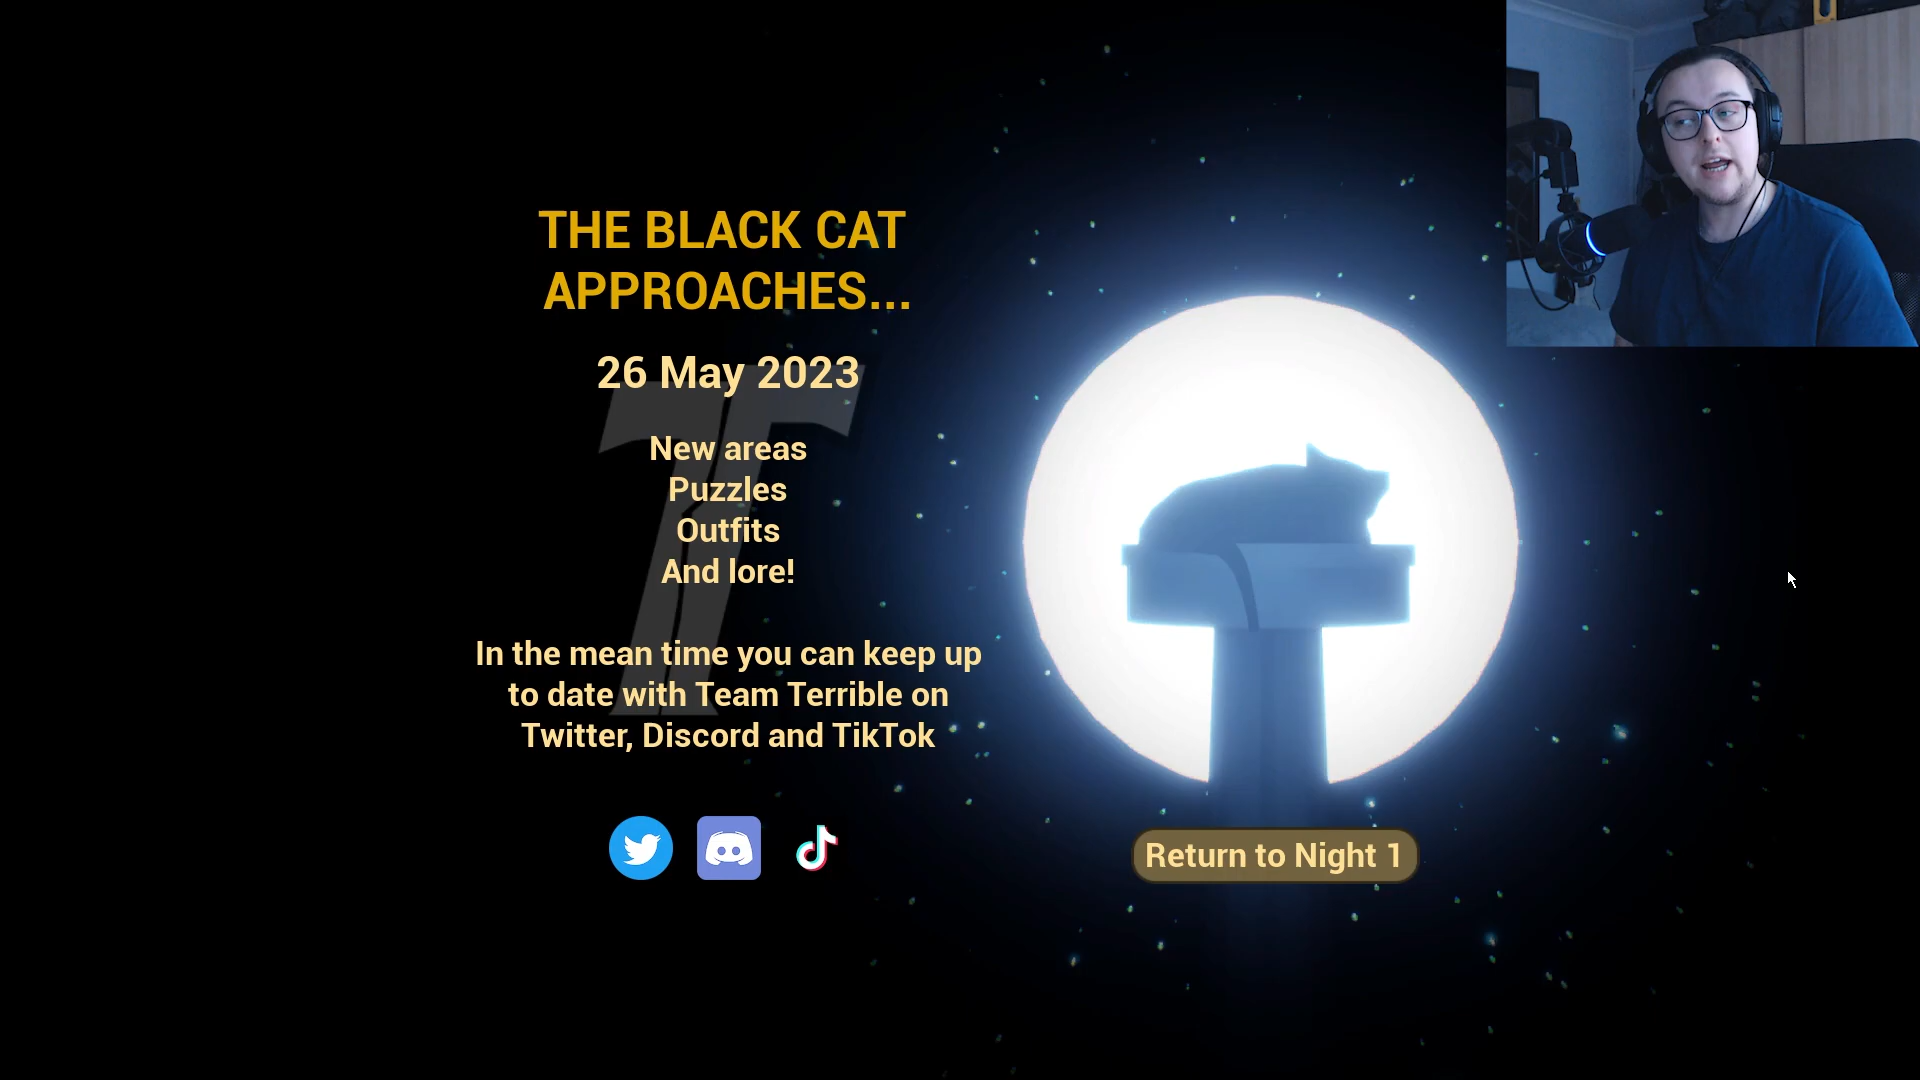 THE BLACK CAT
APPROACHES...
26 May 2023
New areas
Puzzles
Outfits
And lore!
In the mean time you can keep up
to date with Team Terrible on
Twitter, Discord and TikTok
Return to Night 1